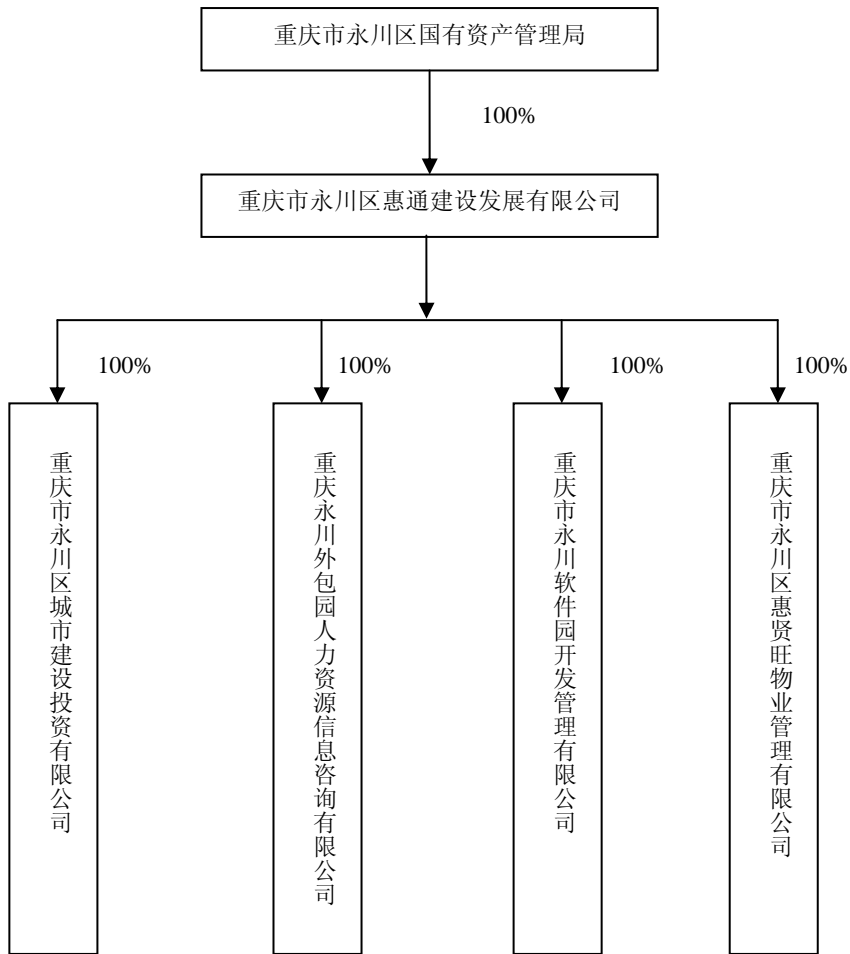 重庆市永川区国有资产管理局
100%
重庆市永川区惠通建设发展有限公司
100%
100%
100%
100%
重庆市永川区城市建设投资有限公司
重庆永川外包园人力资源信息咨询有限公司
重庆市永川软件园开发管理有限公司
重庆市永川区惠贤旺物业管理有限公司